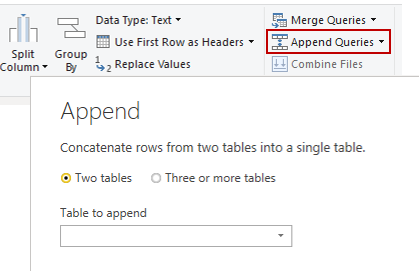 Split Column
Group By
Data Type: Text
Use First Row as Headers
1 2 Replace Values
Merge Queries
Append Queries
Combine Files
Append
Concatenate rows from two tables into a single table.
Two tables
Three or more tables
Table to append